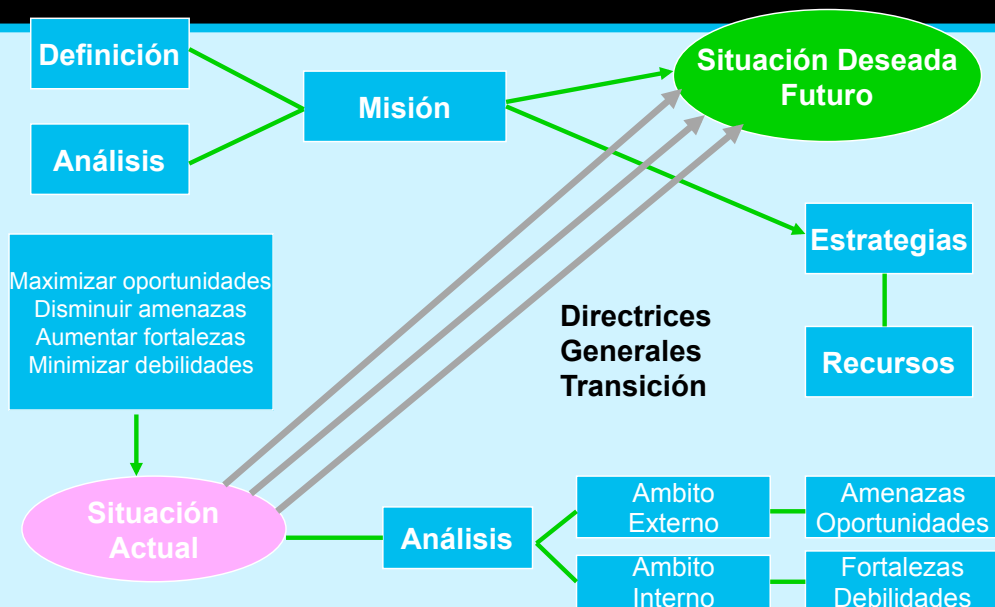 Definición
Situación Deseada
Futuro
Misión
Análisis
Estrategias
Maximizar oportunidades
Disminuir amenazas
Aumentar fortalezas
Minimizar debilidades
Directrices
Generales
Transición
Recursos
Situación
Actual
Análisis
Ambito
Externo
Amenazas
Oportunidades
Ambito
Interno
Fortalezas
Debilidades